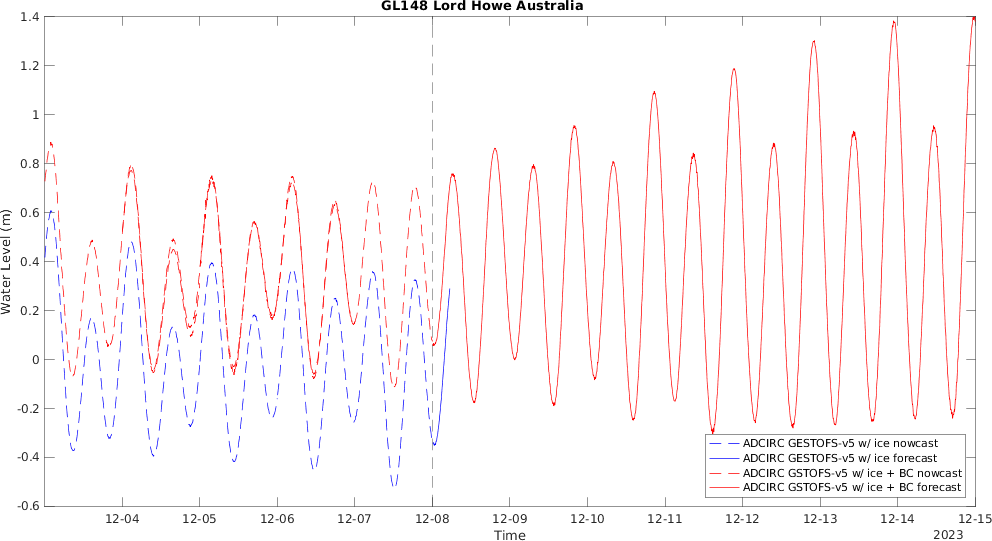 GL148 Lord Howe Australia
1.4
1.2
1
0.8
0.6
0.4
0.2
0
-0.2
-0.4
-0.6
Water Level (m)
12-04 12-05 12-06 12-07 12-08 12-09 12-10 12-11 12-12 12-13 12-14 12-15
Time
2023
ADCIRC GESTOFS-v5 w/ ice nowcast
ADCIRC GESTOFS-v5 w/ ice forecast
ADCIRC GSTOFS-v5 w/ ice + BC nowcast
ADCIRC GSTOFS-v5 w/ ice + BC forecast